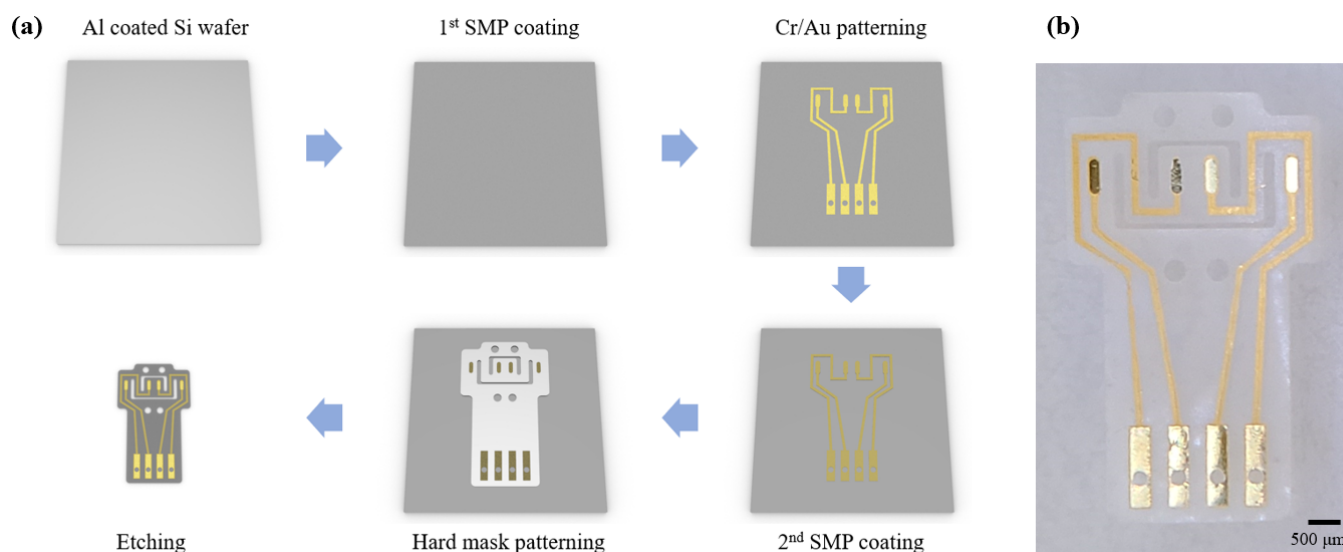 (a)
Al coated Si wafer
1st SMP coating
Cr/Au patterning
(b)
Etching
Hard mask patterning
2nd SMP coating
500 μm